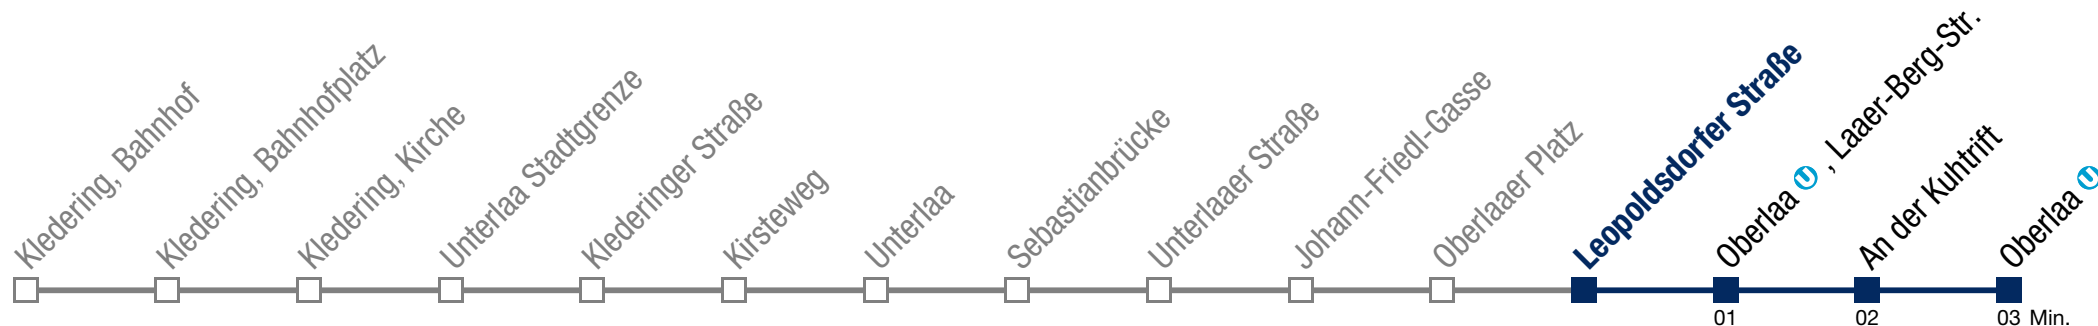 Kledering, Bahnhof
Kledering, Bahnhofplatz
Kledering, Kirche
Unterlaa Stadtgrenze
Klederinger Straße
Kirsteweg
Unterlaa
Sebastianbrücke
Unterlaaer Straße
Johann-Friedl-Gasse
Oberlaaer Platz
Leopoldsdorfer Straße
Oberlaa U , Laaer-Berg-Str.
An der Kuhtrift
Oberlaa U
01
02
03 Min.